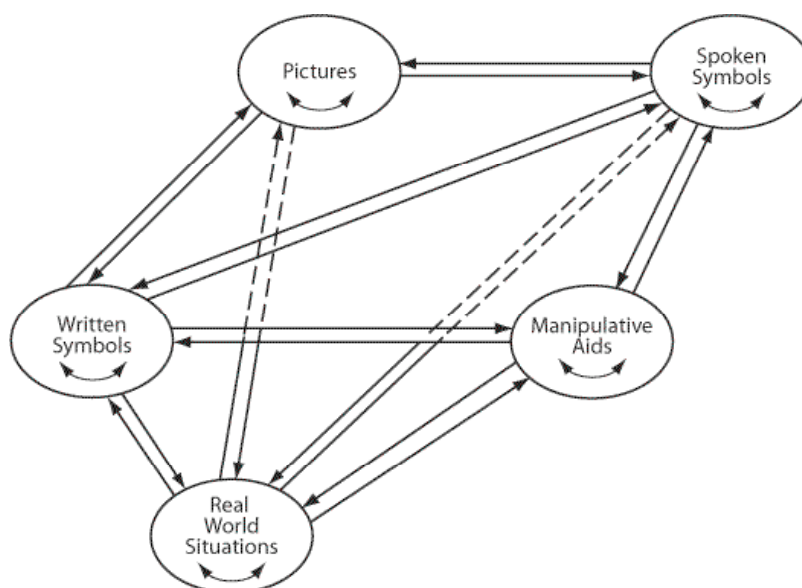 Pictures
Spoken
Symbols
Written
Symbols
Manipulative
Aids
Real
World
Situations